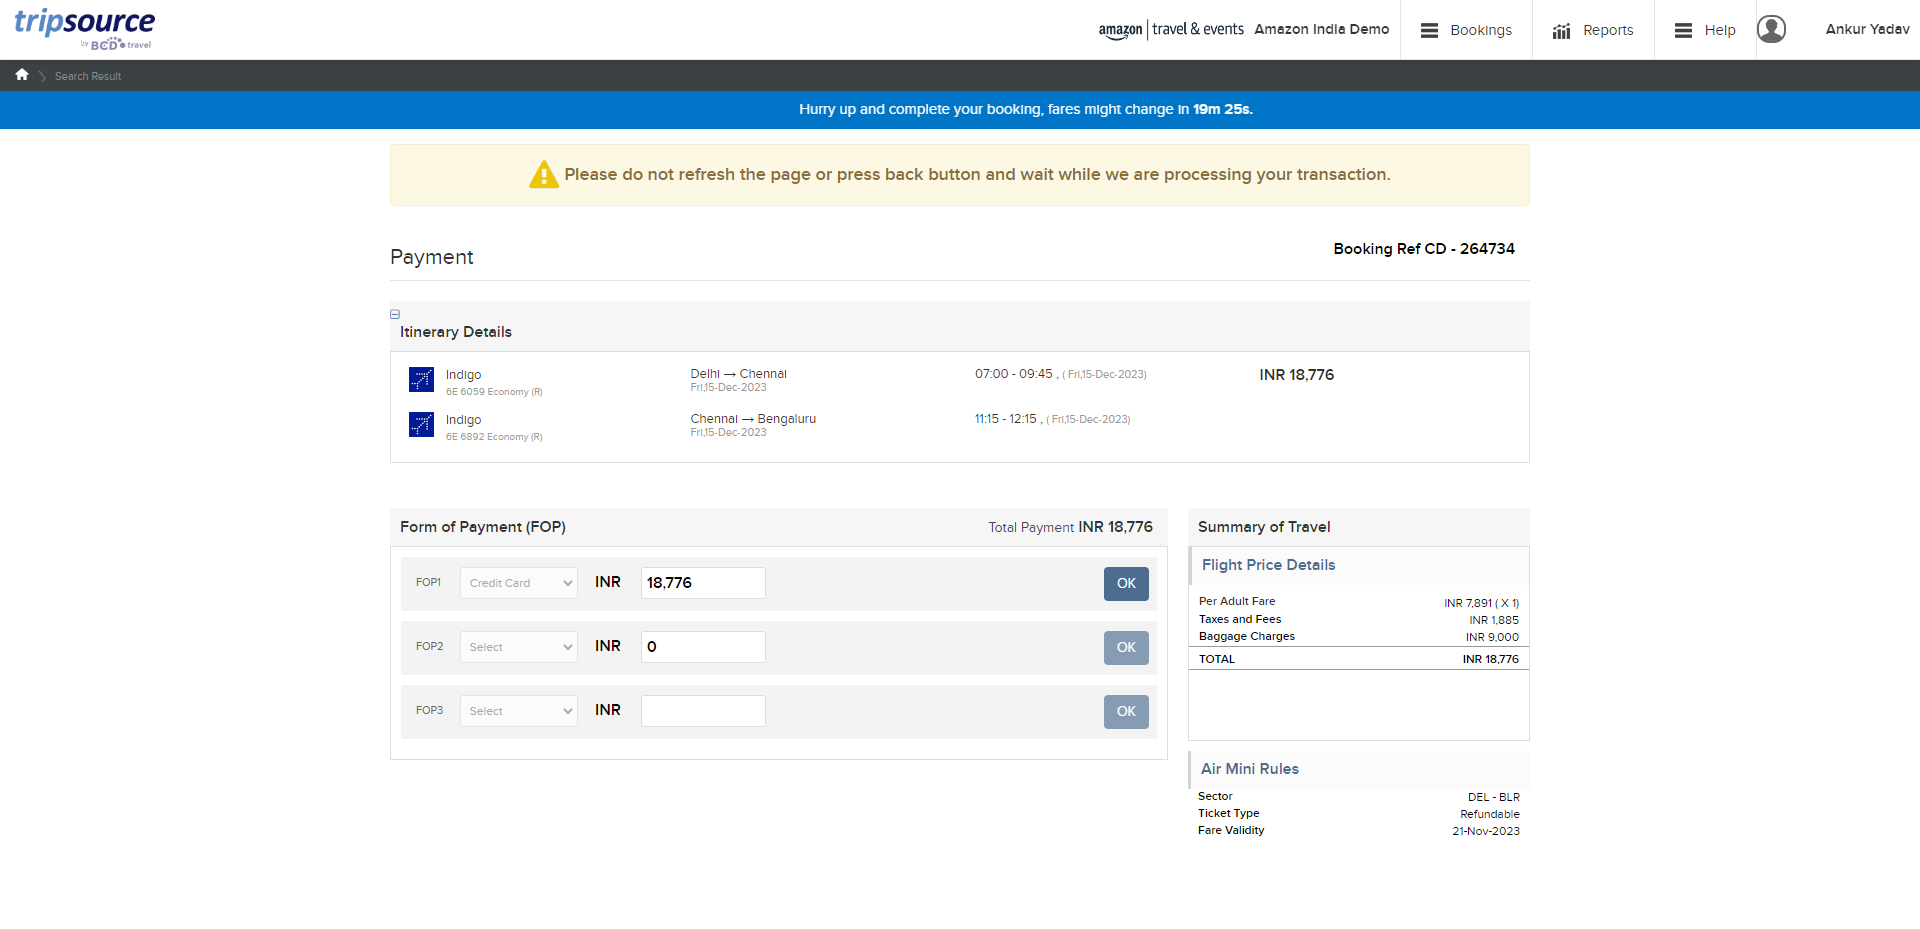 tripsource
by BCD travel
amazon travel & events Amazon India Demo Bookings Reports Help Ankur Yadav
Search Result
Hurry up and complete your booking, fares might change in 19m 25s.
Please do not refresh the page or press back button and wait while we are processing your transaction.
Payment
Booking Ref CD - 264734
Itinerary Details
Indigo Delhi → Chennai 07:00 - 09:45 , ( Fri,15-Dec-2023) INR 18,776
6E 6059 Economy (R) Fri,15-Dec-2023
Indigo Chennai → Bengaluru 11:15 - 12:15 , ( Fri,15-Dec-2023)
6E 6892 Economy (R) Fri,15-Dec-2023
Form of Payment (FOP) Total Payment INR 18,776
FOP1 Credit Card INR 18,776 OK
FOP2 Select INR 0 OK
FOP3 Select INR OK
Summary of Travel
Flight Price Details
Per Adult Fare INR 7,891 ( X 1)
Taxes and Fees INR 1,885
Baggage Charges INR 9,000
TOTAL INR 18,776
Air Mini Rules
Sector DEL - BLR
Ticket Type Refundable
Fare Validity 21-Nov-2023